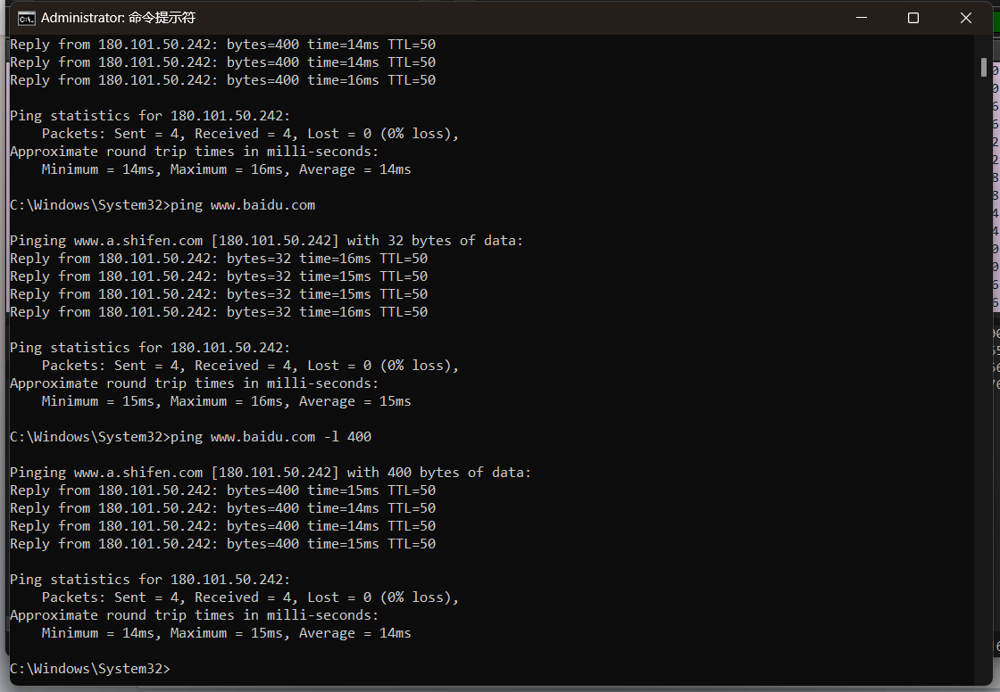 Administrator: 命令提示符
Reply from 180.101.50.242: bytes=400 time=14ms TTL=50
Reply from 180.101.50.242: bytes=400 time=14ms TTL=50
Reply from 180.101.50.242: bytes=400 time=16ms TTL=50
Ping statistics for 180.101.50.242:
    Packets: Sent = 4, Received = 4, Lost = 0 (0% loss),
Approximate round trip times in milli-seconds:
    Minimum = 14ms, Maximum = 16ms, Average = 14ms
C:\Windows\System32>ping www.baidu.com
Pinging www.a.shifen.com [180.101.50.242] with 32 bytes of data:
Reply from 180.101.50.242: bytes=32 time=16ms TTL=50
Reply from 180.101.50.242: bytes=32 time=15ms TTL=50
Reply from 180.101.50.242: bytes=32 time=15ms TTL=50
Reply from 180.101.50.242: bytes=32 time=16ms TTL=50
Ping statistics for 180.101.50.242:
    Packets: Sent = 4, Received = 4, Lost = 0 (0% loss),
Approximate round trip times in milli-seconds:
    Minimum = 15ms, Maximum = 16ms, Average = 15ms
C:\Windows\System32>ping www.baidu.com -l 400
Pinging www.a.shifen.com [180.101.50.242] with 400 bytes of data:
Reply from 180.101.50.242: bytes=400 time=15ms TTL=50
Reply from 180.101.50.242: bytes=400 time=14ms TTL=50
Reply from 180.101.50.242: bytes=400 time=14ms TTL=50
Reply from 180.101.50.242: bytes=400 time=15ms TTL=50
Ping statistics for 180.101.50.242:
    Packets: Sent = 4, Received = 4, Lost = 0 (0% loss),
Approximate round trip times in milli-seconds:
    Minimum = 14ms, Maximum = 15ms, Average = 14ms
C:\Windows\System32>